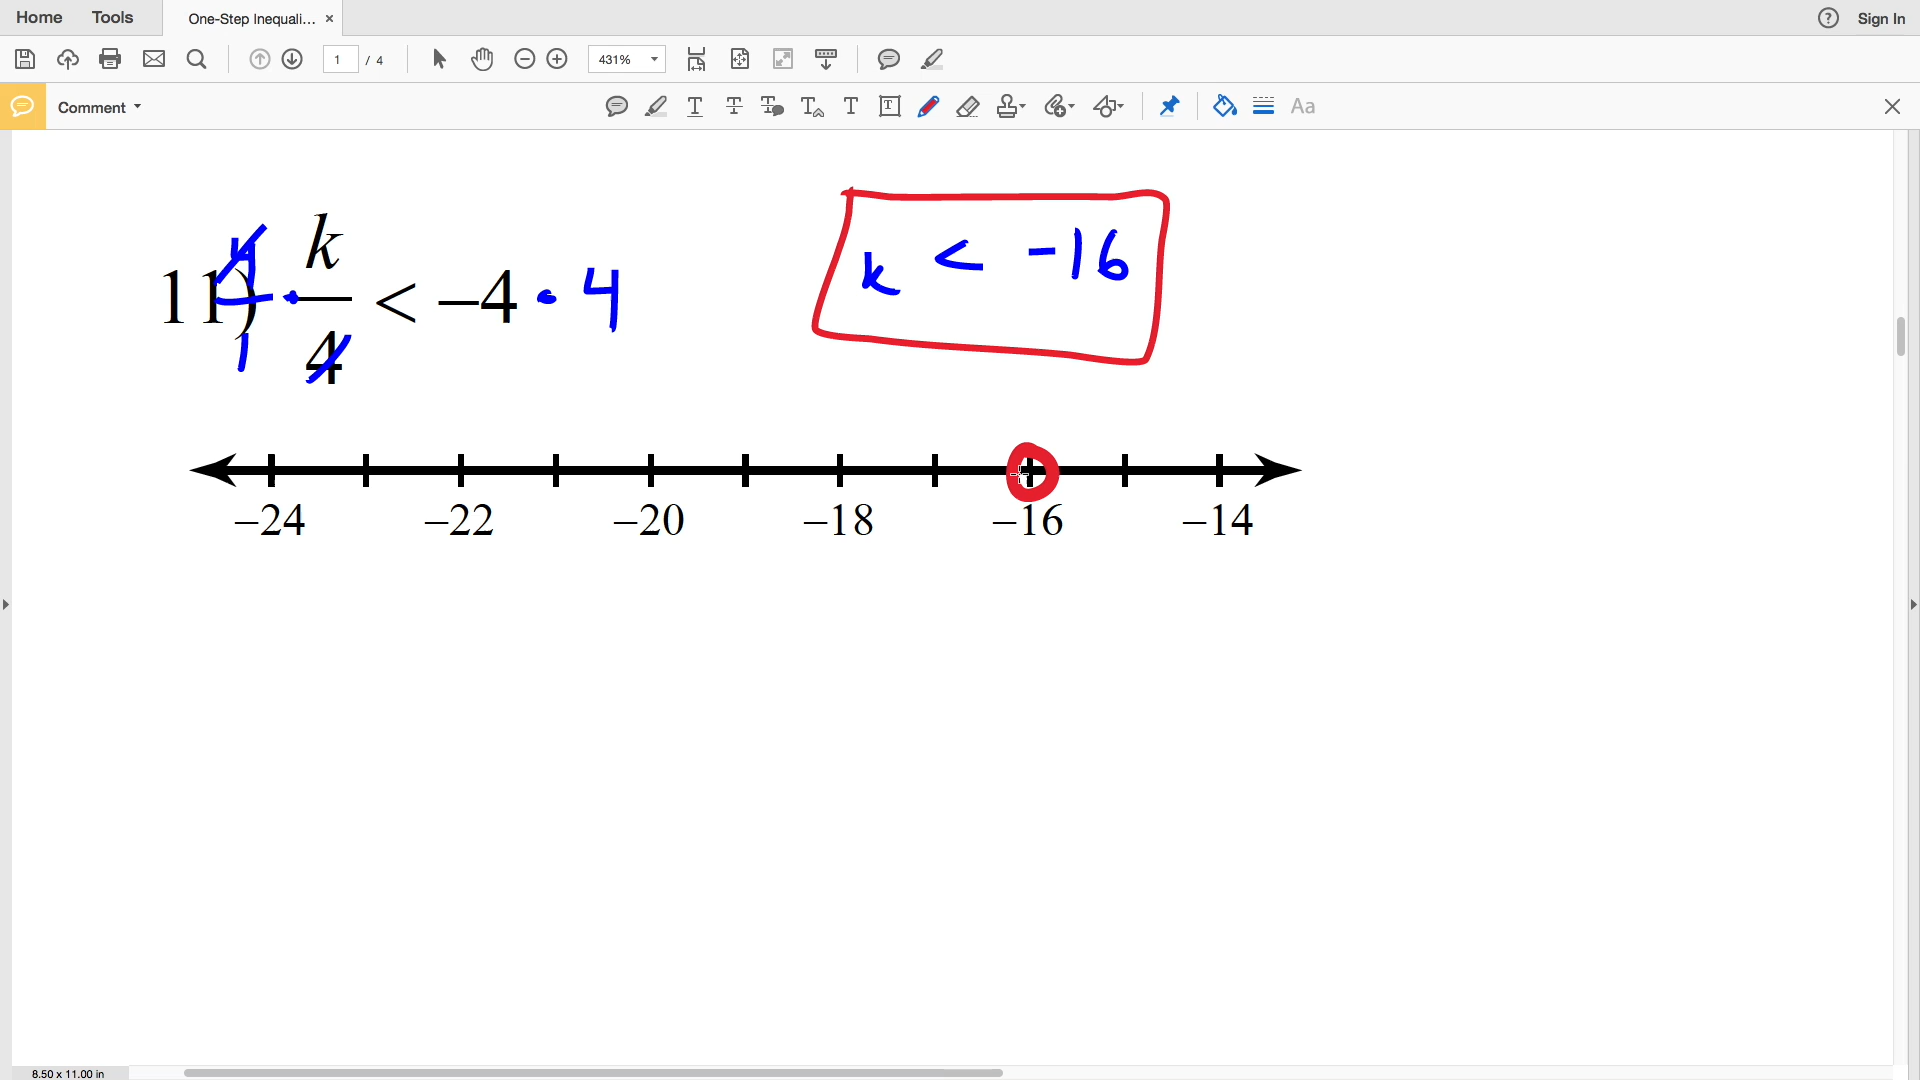 Home Tools One-Step Inequali... × ? Sign In
1 / 4 431%
Comment T T T T T T Aa
11) 4/1 · k/4 < –4 · 4
k < -16
–24 –22 –20 –18 –16 –14
8.50 x 11.00 in